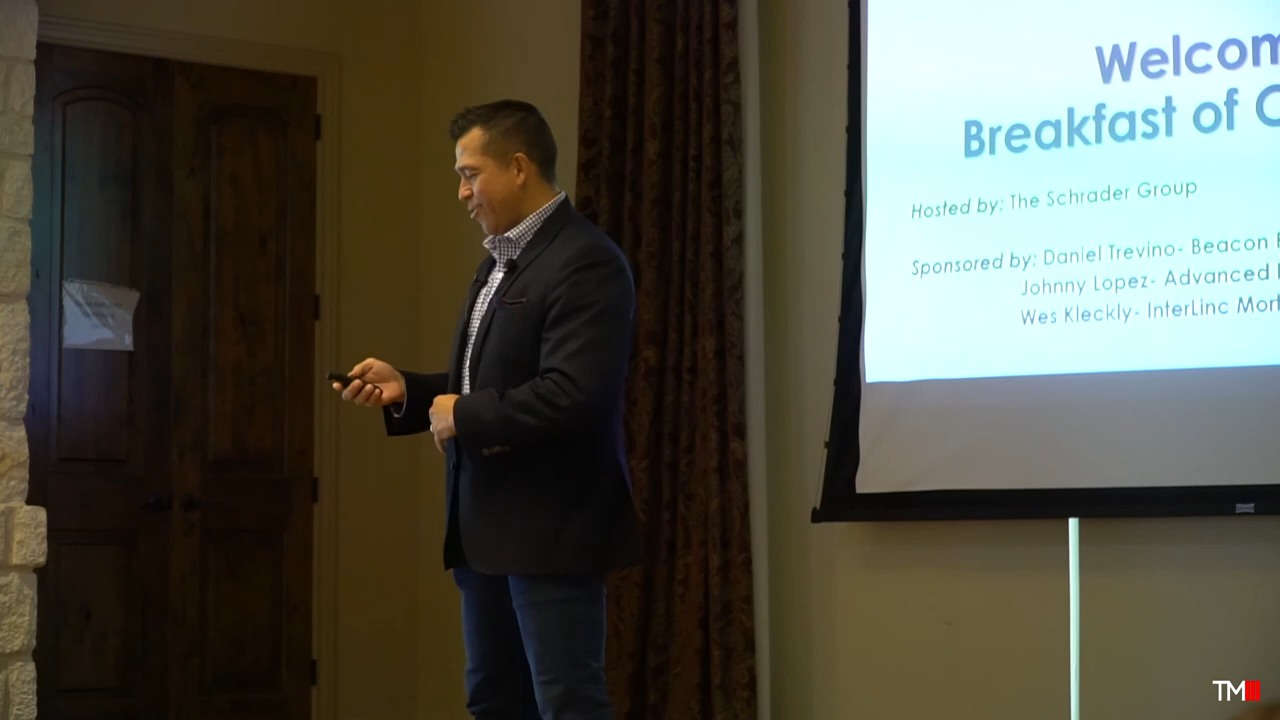 Welcom
Breakfast of C
Hosted by: The Schrader Group
Sponsored by: Daniel Trevino- Beacon
Johnny Lopez- Advanced
Wes Kleckly- InterLinc Mor
TM